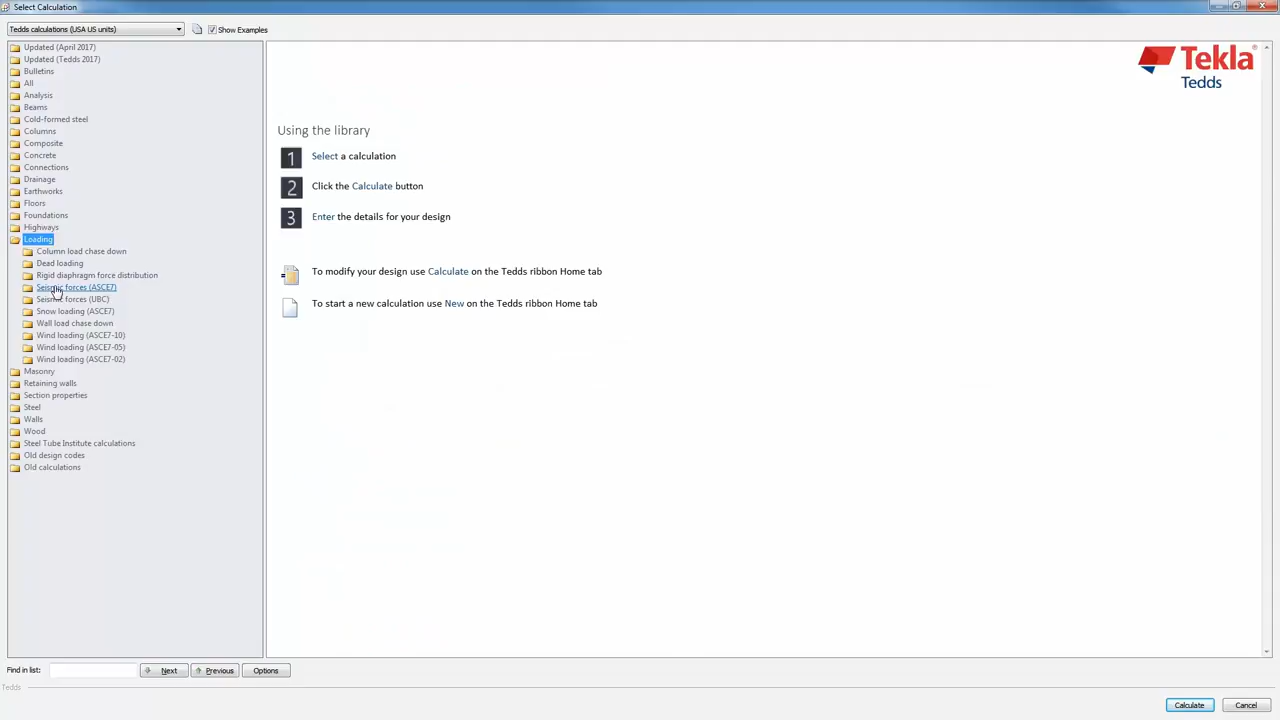 Select Calculation
Tedds calculations (USA US units)
Show Examples
Updated (April 2017)
Updated (Tedds 2017)
Bulletins
All
Analysis
Beams
Cold-formed steel
Columns
Composite
Concrete
Connections
Drainage
Earthworks
Floors
Foundations
Highways
Loading
Column load chase down
Dead loading
Rigid diaphragm force distribution
Seismic forces (ASCE7)
Seismic forces (UBC)
Snow loading (ASCE7)
Wall load chase down
Wind loading (ASCE7-10)
Wind loading (ASCE7-05)
Wind loading (ASCE7-02)
Masonry
Retaining walls
Section properties
Steel
Walls
Wood
Steel Tube Institute calculations
Old design codes
Old calculations
Tekla®
Tedds
Using the library
1 Select a calculation
2 Click the Calculate button
3 Enter the details for your design
To modify your design use Calculate on the Tedds ribbon Home tab
To start a new calculation use New on the Tedds ribbon Home tab
Find in list:
Next
Previous
Options
Tedds
Calculate
Cancel